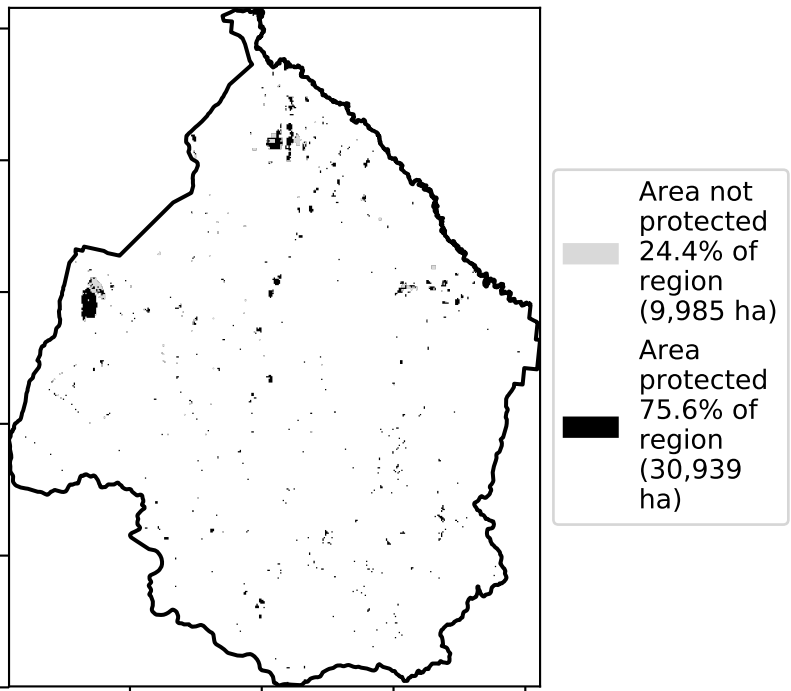 Area not
protected
24.4% of
region
(9,985 ha)
Area
protected
75.6% of
region
(30,939
ha)